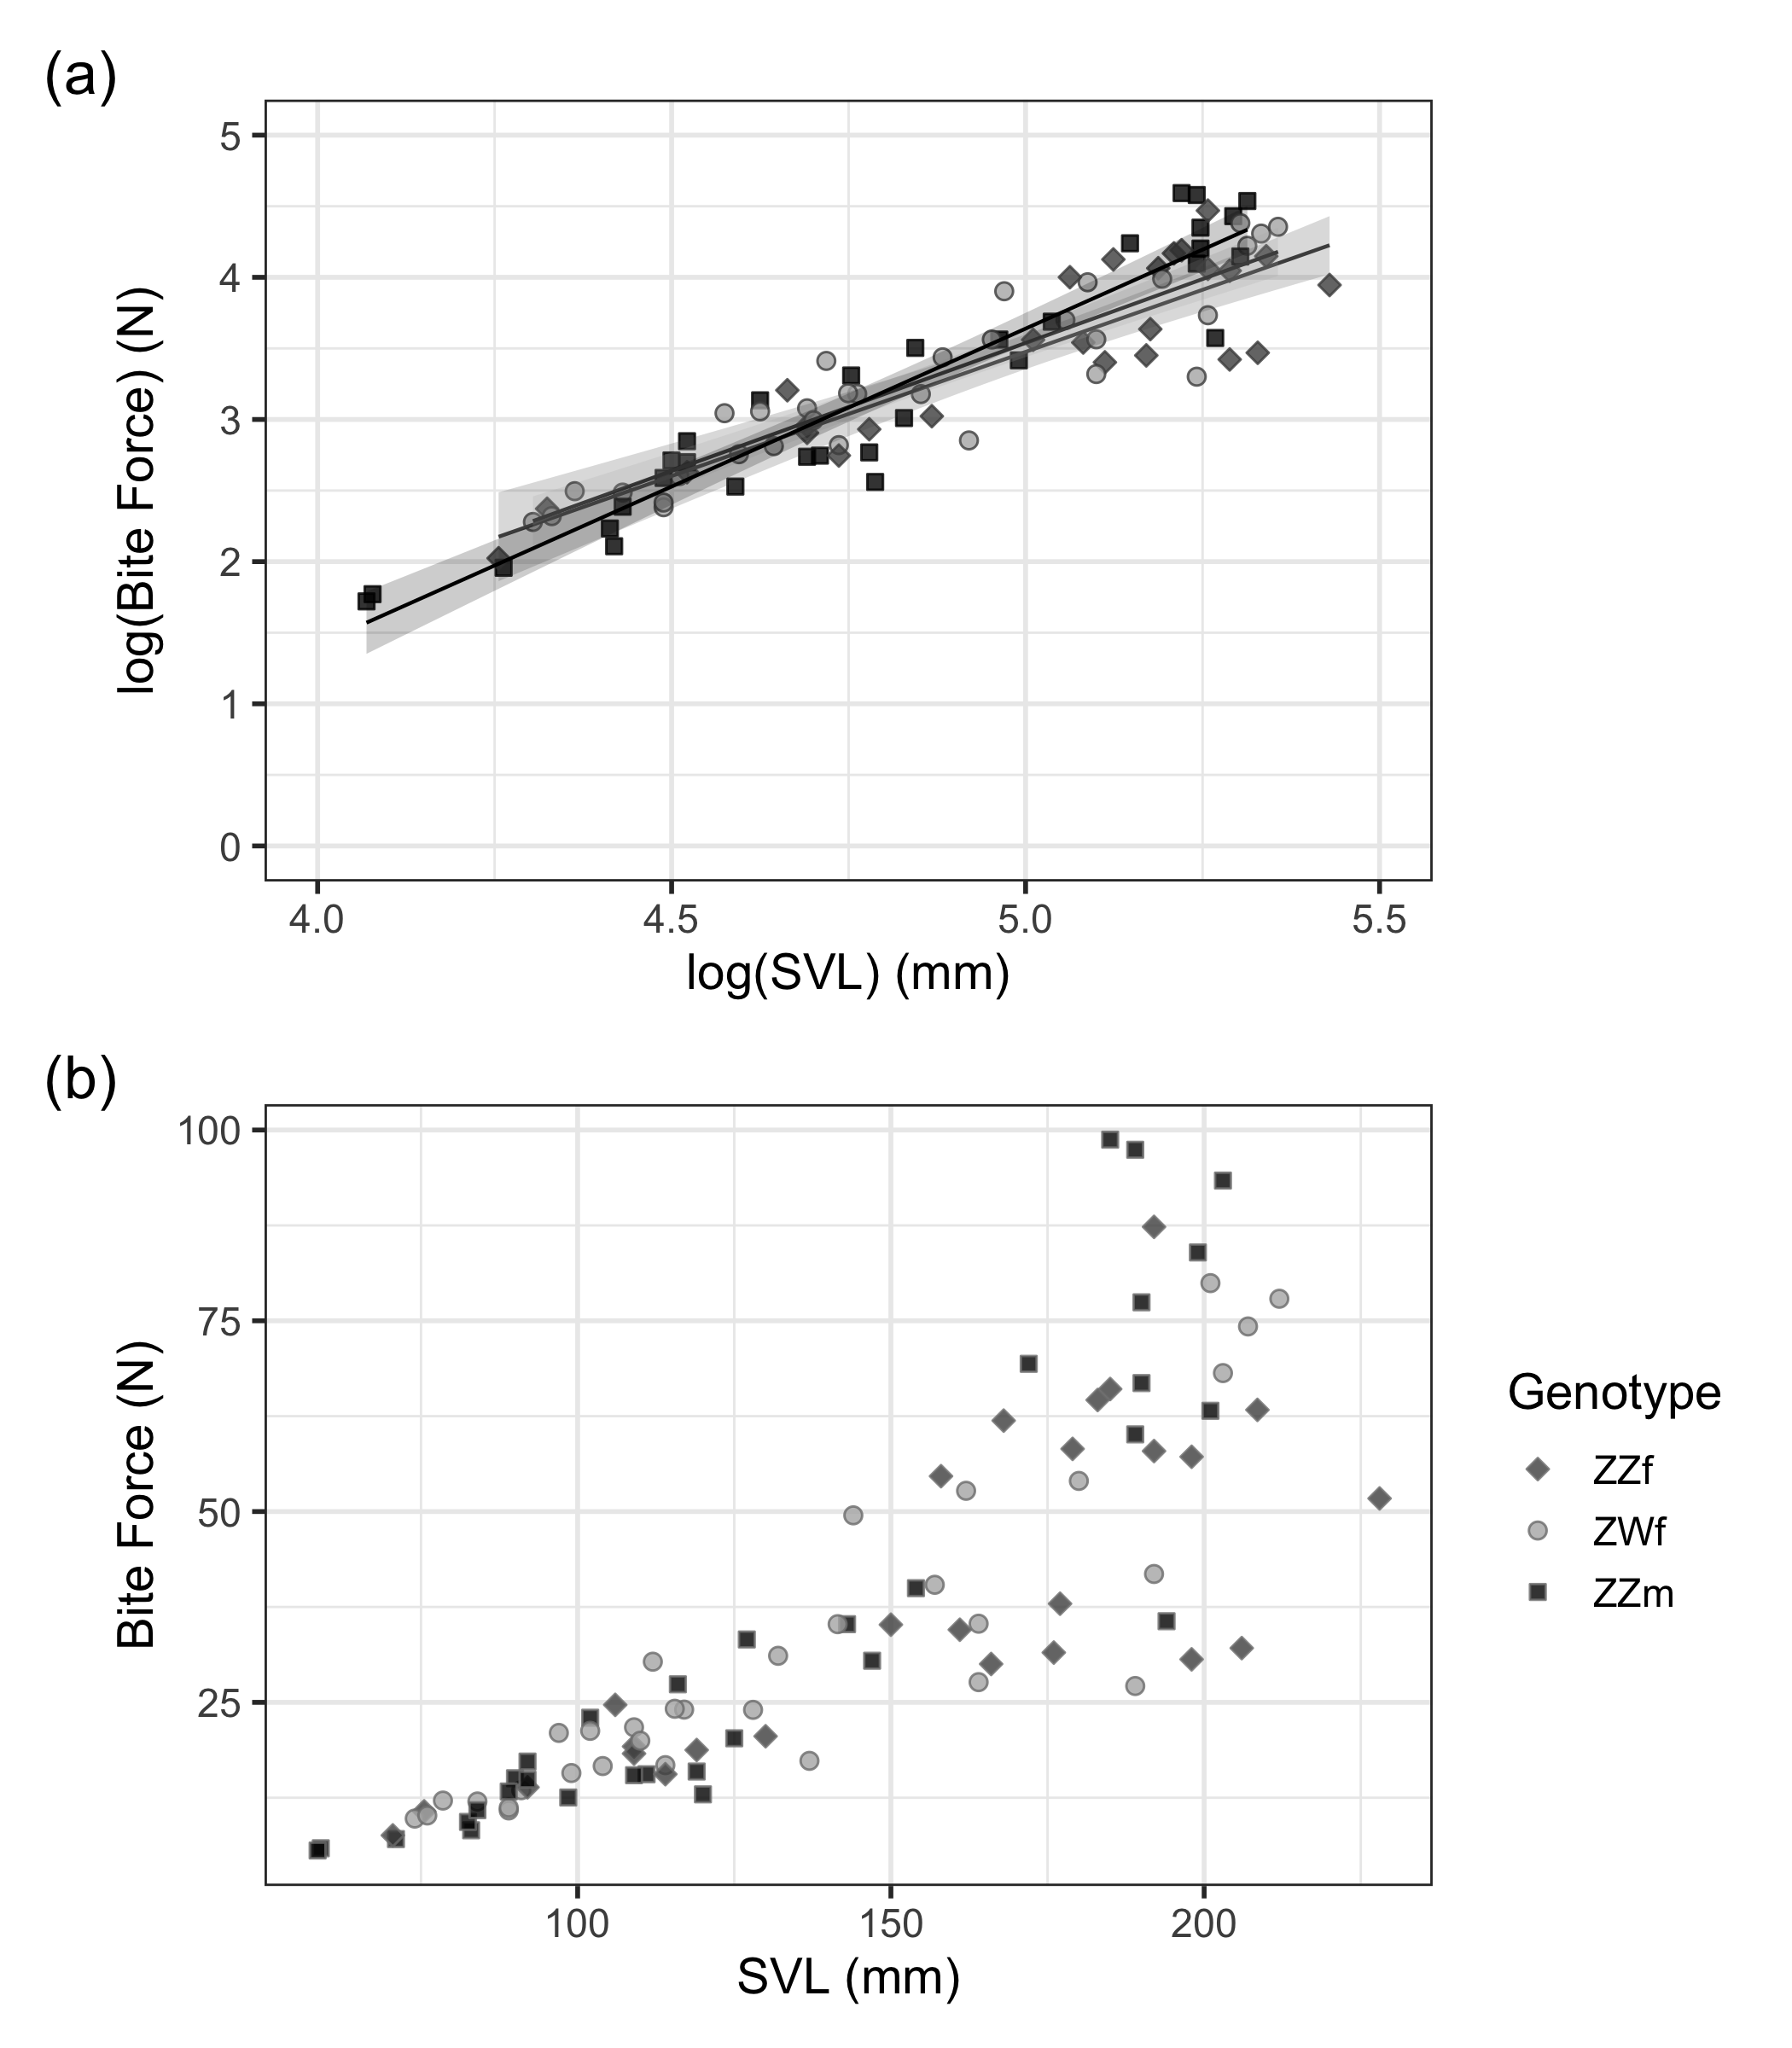 (a)
5
4
3
2
1
0
log(Bite Force) (N)
4.0 4.5 5.0 5.5
log(SVL) (mm)
(b)
100
75
50
25
Bite Force (N)
100 150 200
SVL (mm)
Genotype
ZZf
ZWf
ZZm